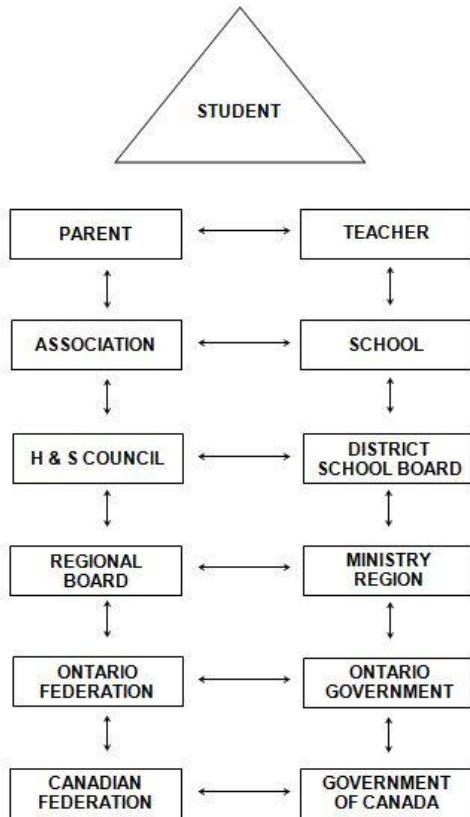 STUDENT
PARENT
TEACHER
ASSOCIATION
SCHOOL
H & S COUNCIL
DISTRICT
SCHOOL BOARD
REGIONAL
BOARD
MINISTRY
REGION
ONTARIO
FEDERATION
ONTARIO
GOVERNMENT
CANADIAN
FEDERATION
GOVERNMENT
OF CANADA